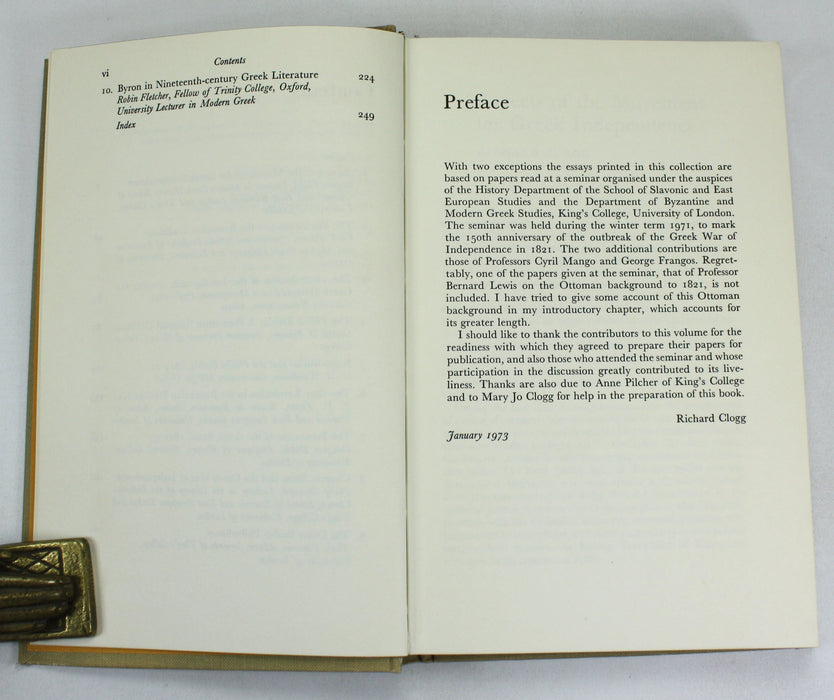 vi
Contents
10. Byron in Nineteenth-century Greek Literature 224
Robin Fletcher, Fellow of Trinity College, Oxford,
University Lecturer in Modern Greek
Index 249
Preface
With two exceptions the essays printed in this collection are
based on papers read at a seminar organised under the auspices
of the History Department of the School of Slavonic and East
European Studies and the Department of Byzantine and
Modern Greek Studies, King's College, University of London.
The seminar was held during the winter term 1971, to mark
the 150th anniversary of the outbreak of the Greek War of
Independence in 1821. The two additional contributions are
those of Professors Cyril Mango and George Frangos. Regret-
tably, one of the papers given at the seminar, that of Professor
Bernard Lewis on the Ottoman background to 1821, is not
included. I have tried to give some account of this Ottoman
background in my introductory chapter, which accounts for
its greater length.
I should like to thank the contributors to this volume for the
readiness with which they agreed to prepare their papers for
publication, and also those who attended the seminar and whose
participation in the discussion greatly contributed to its live-
liness. Thanks are also due to Anne Pilcher of King's College
and to Mary Jo Clogg for help in the preparation of this book.
Richard Clogg
January 1973